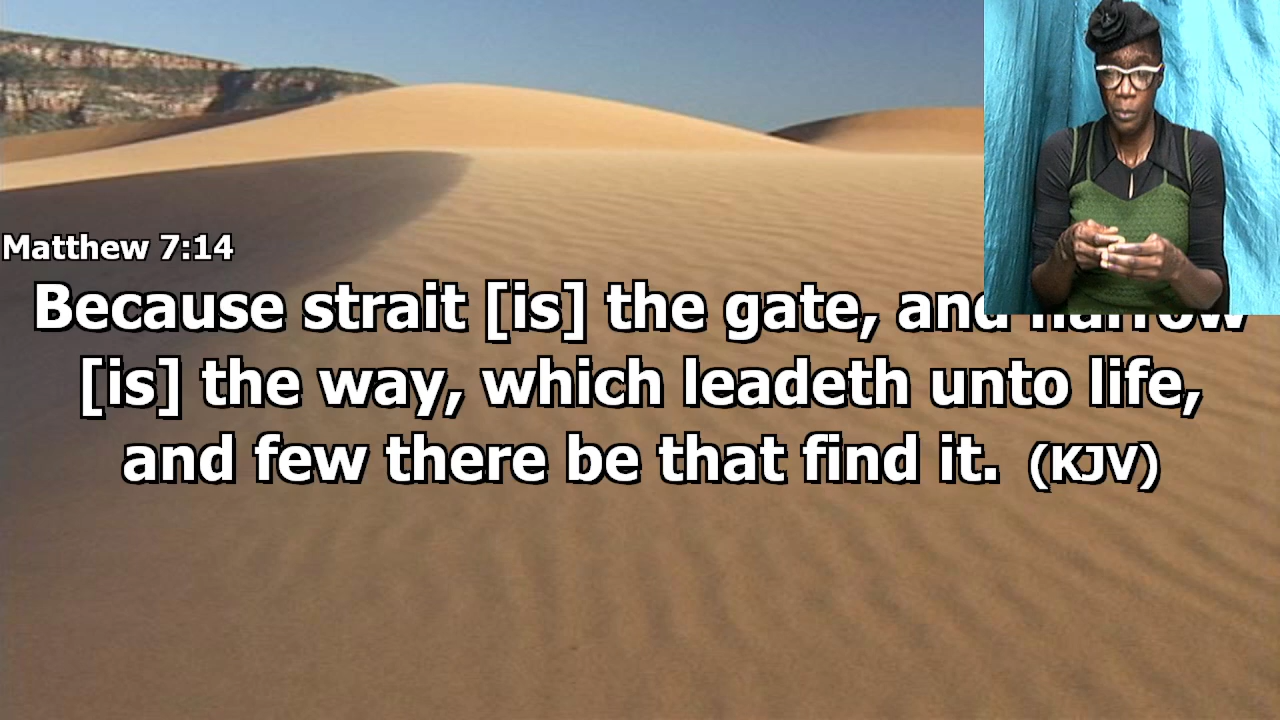 Matthew 7:14
Because strait [is] the gate, and narrow
[is] the way, which leadeth unto life,
and few there be that find it. (KJV)